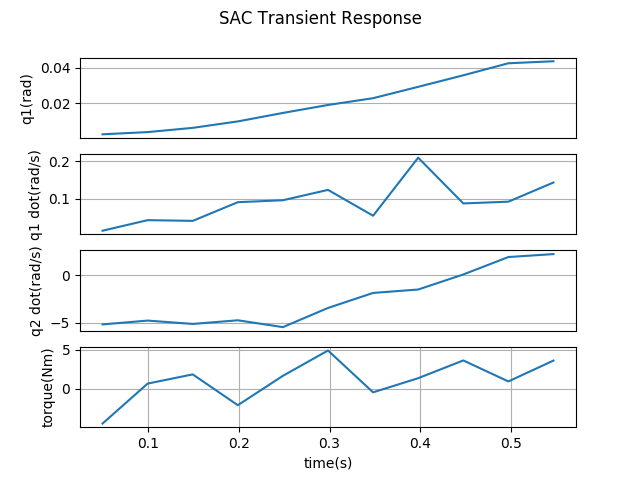 SAC Transient Response
q1(rad)
0.04
0.02
q1 dot(rad/s)
0.2
0.1
q2 dot(rad/s)
0
−5
torque(Nm)
5
0
0.1 0.2 0.3 0.4 0.5
time(s)